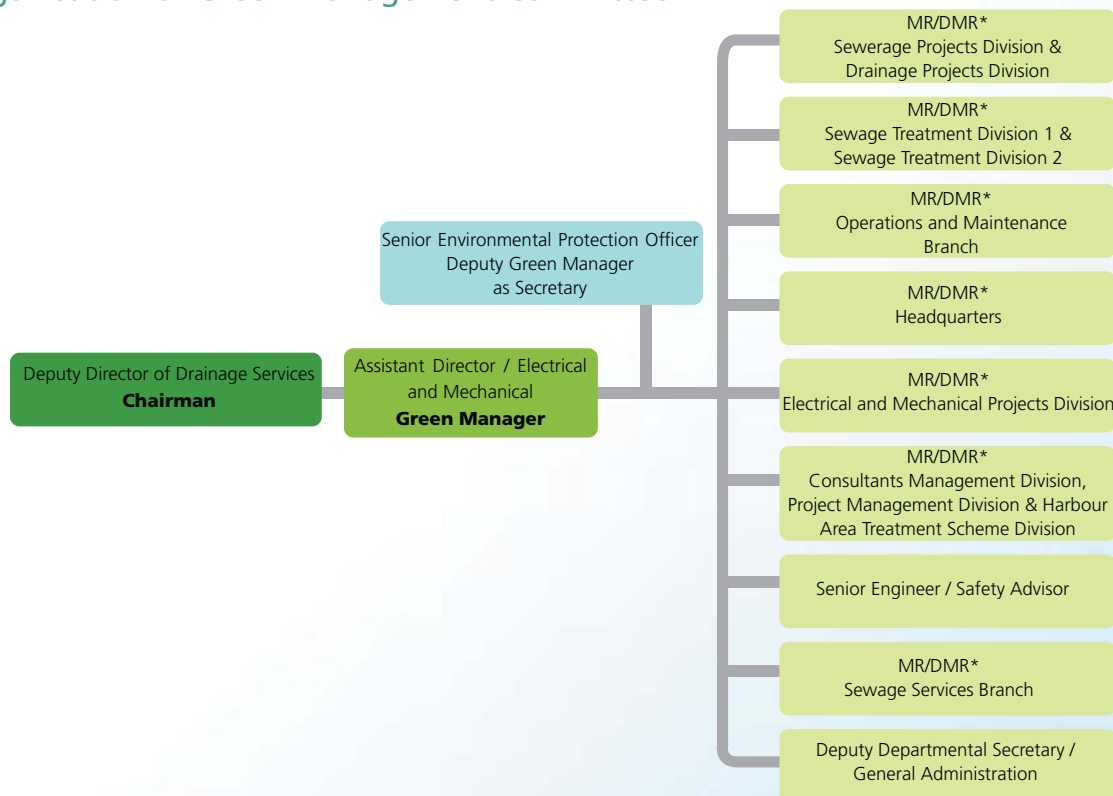 Senior Environmental Protection Officer
Deputy Green Manager
as Secretary
Deputy Director of Drainage Services
Chairman
Assistant Director / Electrical
and Mechanical
Green Manager
MR/DMR*
Sewerage Projects Division &
Drainage Projects Division
MR/DMR*
Sewage Treatment Division 1 &
Sewage Treatment Division 2
MR/DMR*
Operations and Maintenance
Branch
MR/DMR*
Headquarters
MR/DMR*
Electrical and Mechanical Projects Division
MR/DMR*
Consultants Management Division,
Project Management Division & Harbour
Area Treatment Scheme Division
Senior Engineer / Safety Advisor
MR/DMR*
Sewage Services Branch
Deputy Departmental Secretary /
General Administration